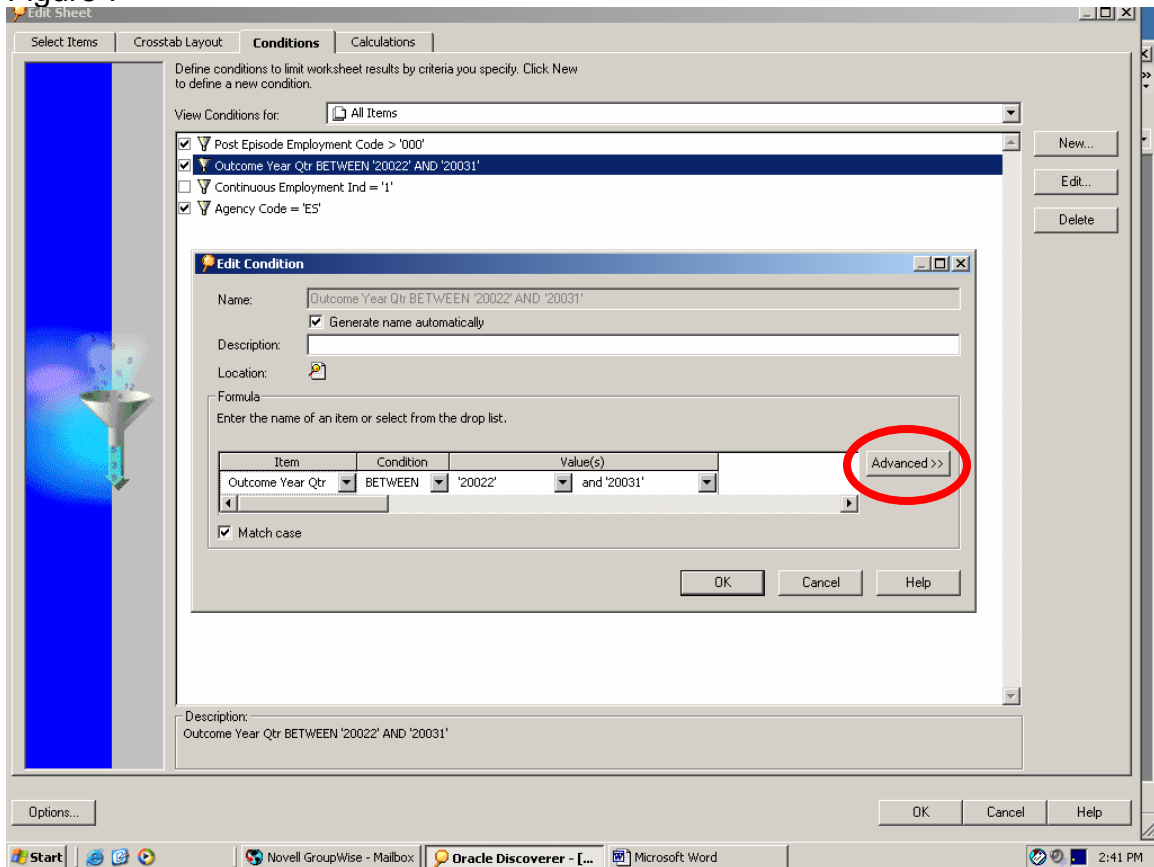 Edit Sheet
Select Items Crosstab Layout Conditions Calculations
Define conditions to limit worksheet results by criteria you specify. Click New
to define a new condition.
View Conditions for: All Items
Post Episode Employment Code > '000'
Outcome Year Qtr BETWEEN '20022' AND '20031'
Continuous Employment Ind = '1'
Agency Code = 'ES'
New...
Edit...
Delete
Edit Condition
Name: Outcome Year Qtr BETWEEN '20022' AND '20031'
Generate name automatically
Description:
Location:
Formula
Enter the name of an item or select from the drop list.
Item Condition Value(s)
Outcome Year Qtr BETWEEN '20022' and '20031'
Advanced >>
Match case
OK Cancel Help
Description:
Outcome Year Qtr BETWEEN '20022' AND '20031'
Options... OK Cancel Help
Start Novell GroupWise - Mailbox Oracle Discoverer - [... Microsoft Word 2:41 PM